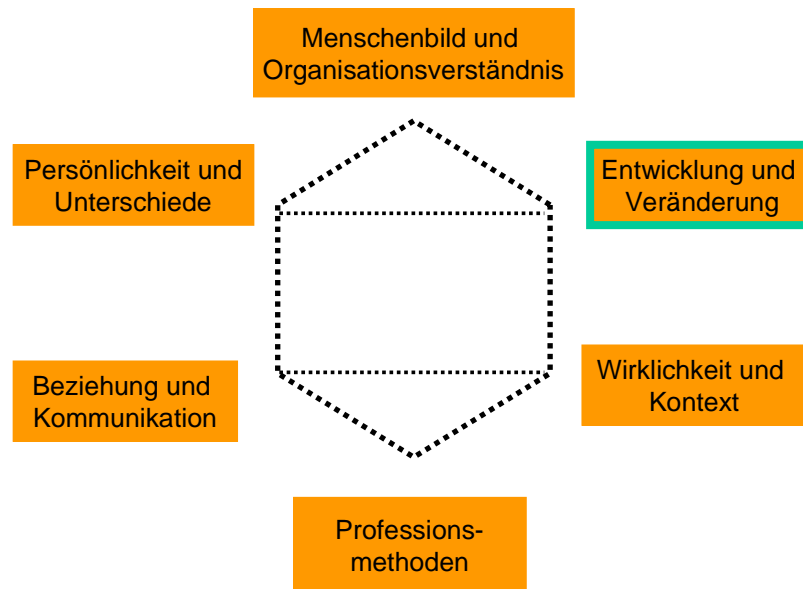 Menschenbild und
Organisationsverständnis
Persönlichkeit und
Unterschiede
Entwicklung und
Veränderung
Beziehung und
Kommunikation
Wirklichkeit und
Kontext
Professions-
methoden